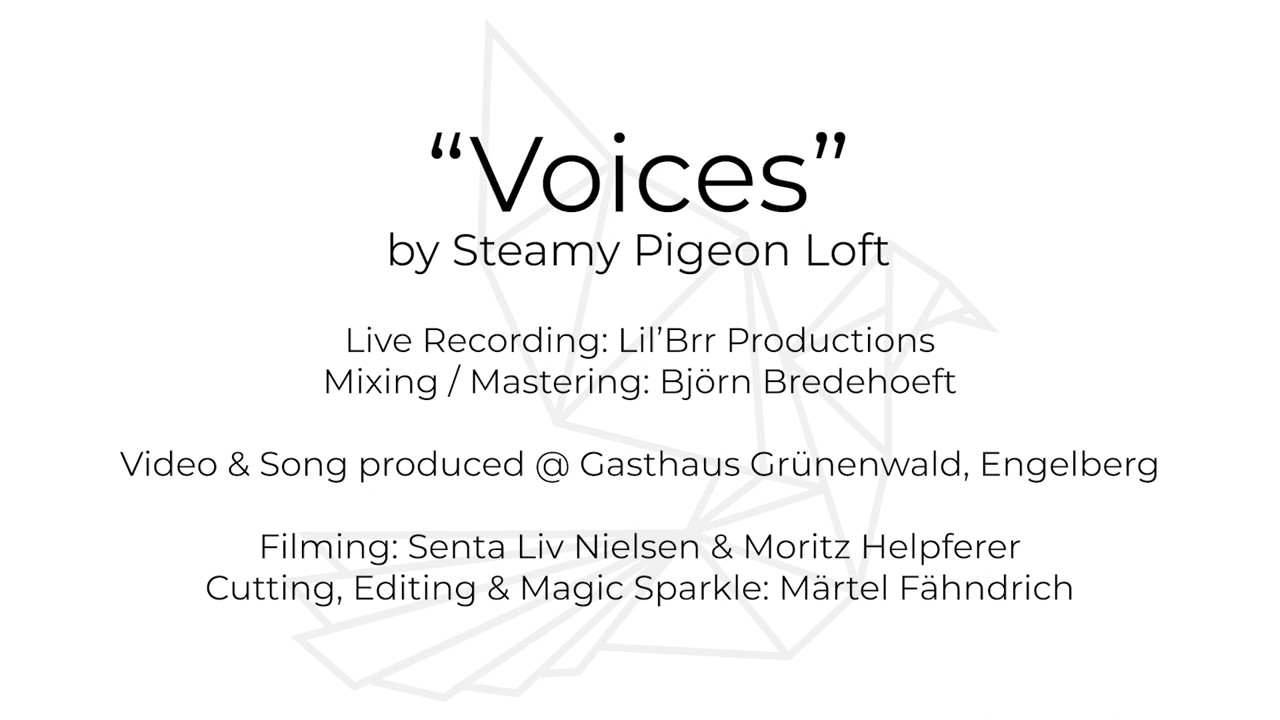 “Voices”
by Steamy Pigeon Loft
Live Recording: Lil’Brr Productions
Mixing / Mastering: Björn Bredehoeft
Video & Song produced @ Gasthaus Grünenwald, Engelberg
Filming: Senta Liv Nielsen & Moritz Helpferer
Cutting, Editing & Magic Sparkle: Märtel Fähndrich